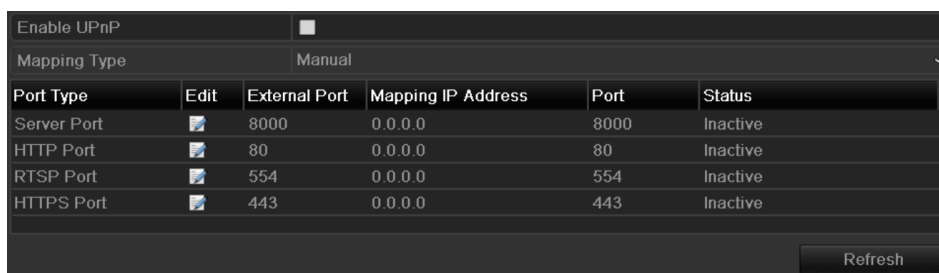 Enable UPnP
Mapping Type Manual
Port Type Edit External Port Mapping IP Address Port Status
Server Port 8000 0.0.0.0 8000 Inactive
HTTP Port 80 0.0.0.0 80 Inactive
RTSP Port 554 0.0.0.0 554 Inactive
HTTPS Port 443 0.0.0.0 443 Inactive
Refresh